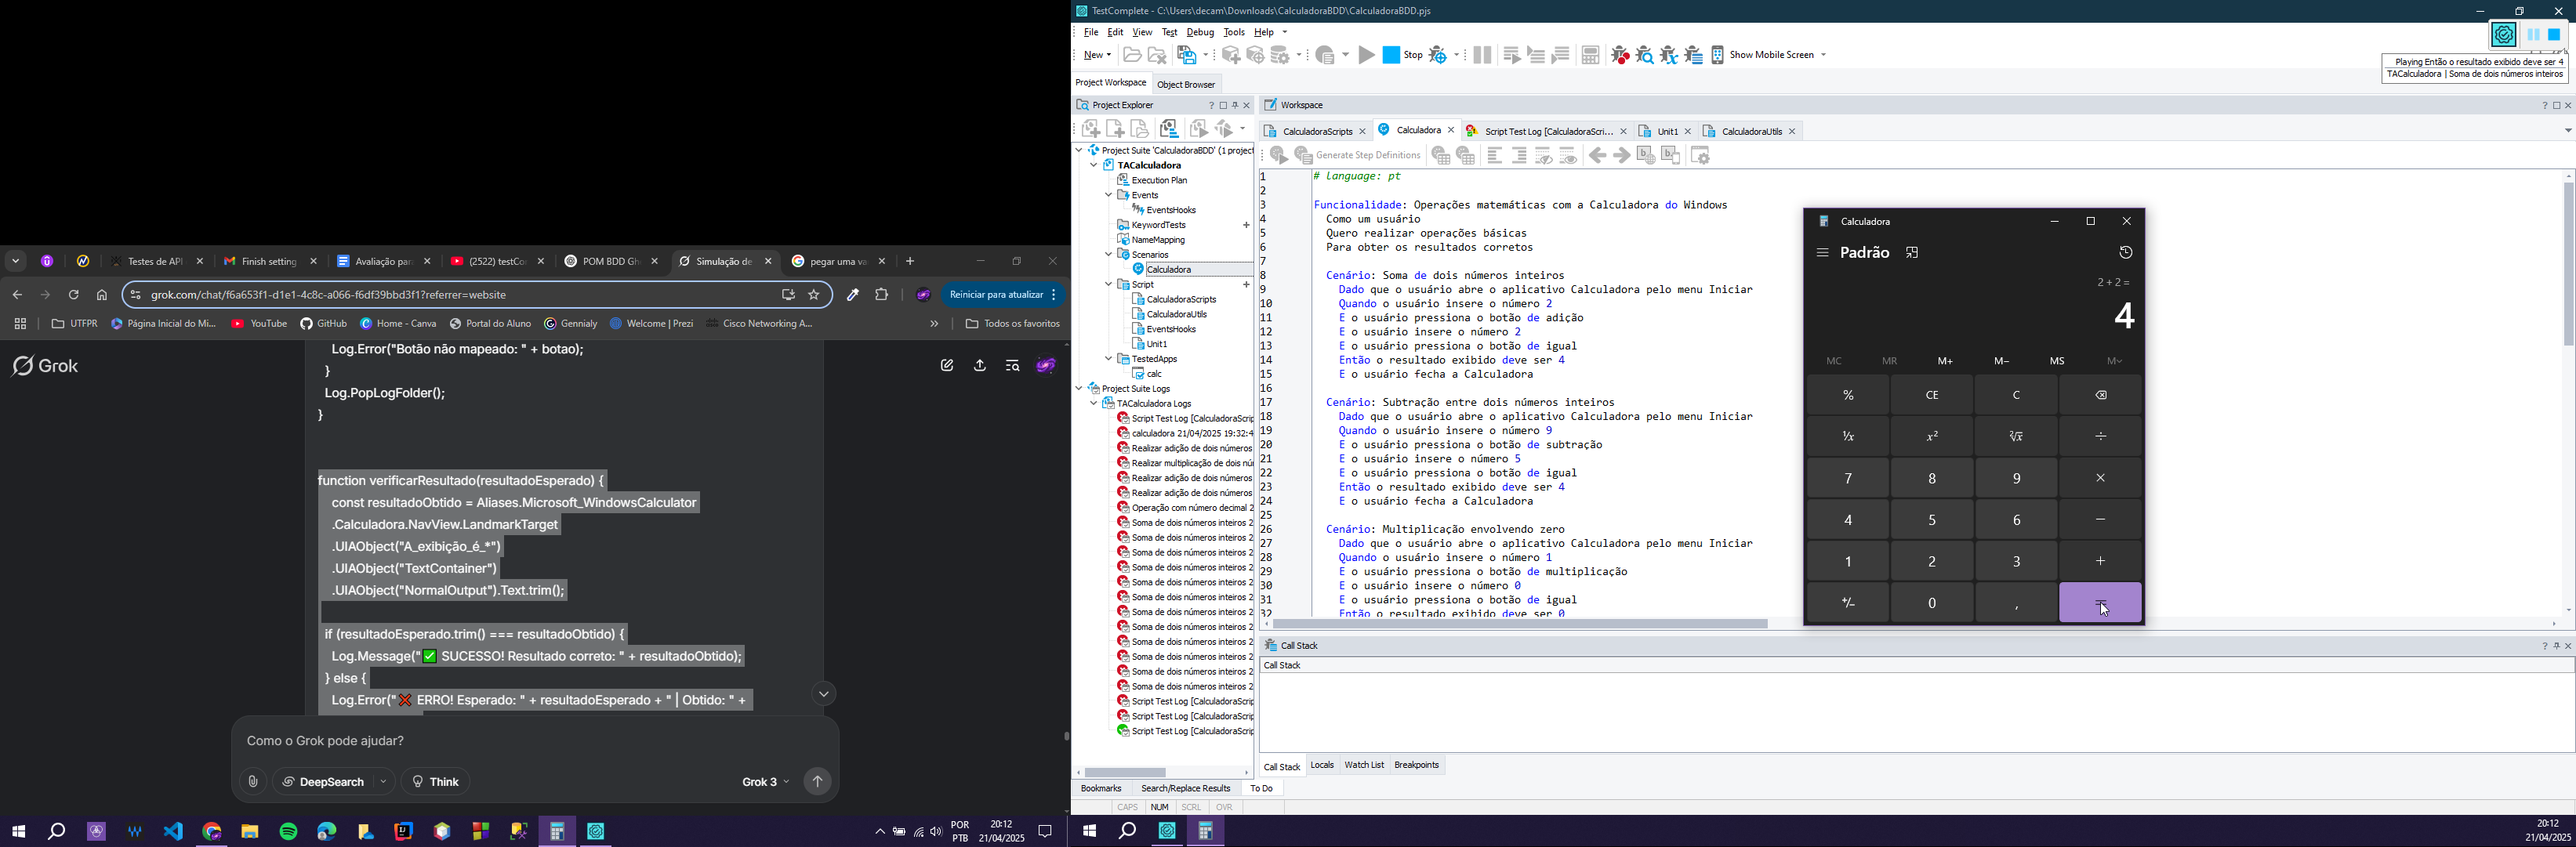 Testes de API
Finish setting
Avaliação par
(2522) testCo
POM BDD Gh
Simulação de
pegar uma va
grok.com/chat/f6a653f1-d1e1-4c8c-a066-f6df39bbd3f1?referrer=website
Reiniciar para atualizar
UTFPR
Página Inicial do Mi...
YouTube
GitHub
Home - Canva
Portal do Aluno
Gennialy
Welcome | Prezi
Cisco Networking A...
»
Todos os favoritos
Grok
Log.Error("Botão não mapeado: " + botao);
}
Log.PopLogFolder();
}
function verificarResultado(resultadoEsperado) {
const resultadoObtido = Aliases.Microsoft_WindowsCalculator
.Calculadora.NavView.LandmarkTarget
.UIAObject("A_exibição_é_*")
.UIAObject("TextContainer")
.UIAObject("NormalOutput").Text.trim();
if (resultadoEsperado.trim() === resultadoObtido) {
Log.Message("✅ SUCESSO! Resultado correto: " + resultadoObtido);
} else {
Log.Error("❌ ERRO! Esperado: " + resultadoEsperado + " | Obtido: " +
Como o Grok pode ajudar?
DeepSearch
Think
Grok 3
POR
PTB
20:12
21/04/2025
TestComplete - C:\Users\decam\Downloads\CalculadoraBDD\CalculadoraBDD.pjs
File Edit View Test Debug Tools Help
New
Stop
Show Mobile Screen
Playing Então o resultado exibido deve ser 4
TACalculadora | Soma de dois números inteiros
Project Workspace
Object Browser
Project Explorer
Project Suite 'CalculadoraBDD' (1 project
TACalculadora
Execution Plan
Events
EventsHooks
KeywordTests
NameMapping
Scenarios
Calculadora
Script
CalculadoraScripts
CalculadoraUtils
EventsHooks
Unit1
TestedApps
calc
Project Suite Logs
TACalculadora Logs
Script Test Log [CalculadoraScrip
calculadora 21/04/2025 19:32:4
Realizar adição de dois números
Realizar multiplicação de dois nú
Realizar adição de dois números
Realizar adição de dois números
Operação com número decimal 2
Soma de dois números inteiros 2
Soma de dois números inteiros 2
Soma de dois números inteiros 2
Soma de dois números inteiros 2
Soma de dois números inteiros 2
Soma de dois números inteiros 2
Soma de dois números inteiros 2
Soma de dois números inteiros 2
Soma de dois números inteiros 2
Soma de dois números inteiros 2
Soma de dois números inteiros 2
Soma de dois números inteiros 2
Script Test Log [CalculadoraScrip
Script Test Log [CalculadoraScrip
Script Test Log [CalculadoraScrip
Bookmarks
Search/Replace Results
To Do
CAPS NUM SCRL OVR
Workspace
CalculadoraScripts
Calculadora
Script Test Log [CalculadoraScri...
Unit1
CalculadoraUtils
Generate Step Definitions
1 # language: pt
2
3 Funcionalidade: Operações matemáticas com a Calculadora do Windows
4 Como um usuário
5 Quero realizar operações básicas
6 Para obter os resultados corretos
7
8 Cenário: Soma de dois números inteiros
9 Dado que o usuário abre o aplicativo Calculadora pelo menu Iniciar
10 Quando o usuário insere o número 2
11 E o usuário pressiona o botão de adição
12 E o usuário insere o número 2
13 E o usuário pressiona o botão de igual
14 Então o resultado exibido deve ser 4
15 E o usuário fecha a Calculadora
16
17 Cenário: Subtração entre dois números inteiros
18 Dado que o usuário abre o aplicativo Calculadora pelo menu Iniciar
19 Quando o usuário insere o número 9
20 E o usuário pressiona o botão de subtração
21 E o usuário insere o número 5
22 E o usuário pressiona o botão de igual
23 Então o resultado exibido deve ser 4
24 E o usuário fecha a Calculadora
25
26 Cenário: Multiplicação envolvendo zero
27 Dado que o usuário abre o aplicativo Calculadora pelo menu Iniciar
28 Quando o usuário insere o número 1
29 E o usuário pressiona o botão de multiplicação
30 E o usuário insere o número 0
31 E o usuário pressiona o botão de igual
32 Então o resultado exibido deve ser 0
Calculadora
Padrão
2 + 2 =
4
MC MR M+ M− MS M˅
% CE C
⅟x x² ²√x ÷
7 8 9 ×
4 5 6 −
1 2 3 +
+/− 0 , =
Call Stack
Call Stack
Call Stack
Locals
Watch List
Breakpoints
20:12
21/04/2025